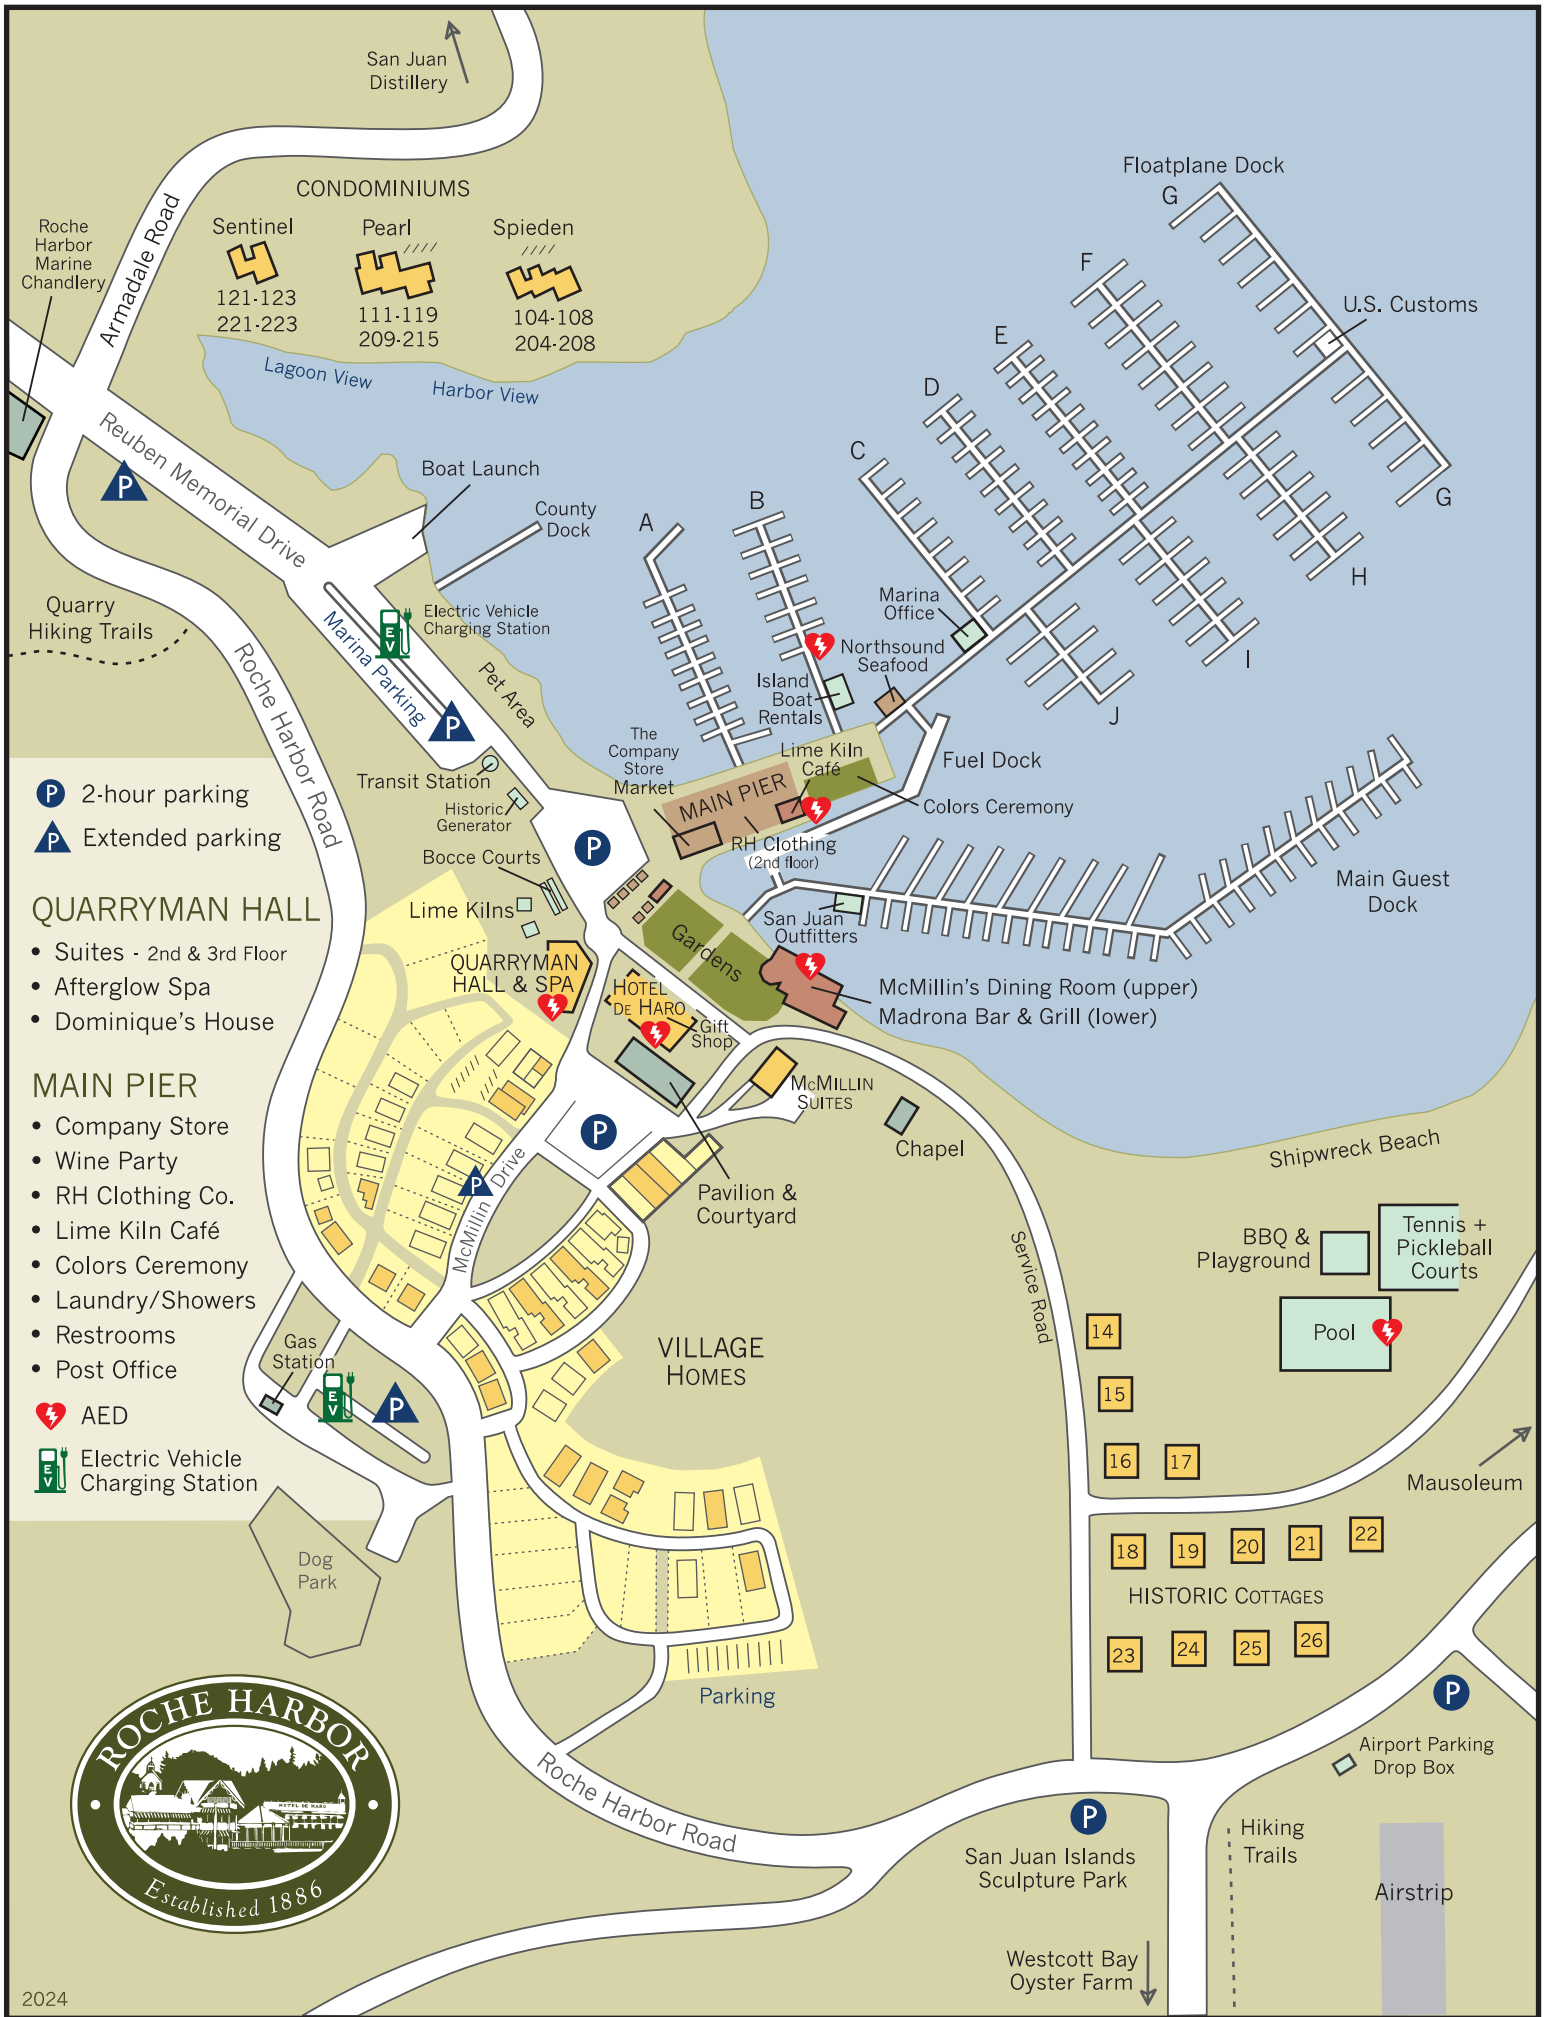 San Juan
Distillery
CONDOMINIUMS
Sentinel
121-123
221-223
Pearl
111-119
209-215
Spieden
104-108
204-208
Lagoon View
Harbor View
Roche
Harbor
Marine
Chandlery
Armadale Road
Reuben Memorial Drive
P
Boat Launch
County
Dock
Floatplane Dock
G
F
E
D
C
B
A
U.S. Customs
G
H
I
J
Quarry
Hiking Trails
Roche Harbor Road
Marina Parking
EV
Electric Vehicle
Charging Station
Pet Area
P
Transit Station
Historic
Generator
Marina
Office
Northsound
Seafood
Island
Boat
Rentals
The
Company
Store
Market
Lime Kiln
Café
MAIN PIER
Fuel Dock
Colors Ceremony
RH Clothing
(2nd floor)
P
Bocce Courts
Lime Kilns
Gardens
San Juan
Outfitters
Main Guest
Dock
QUARRYMAN
HALL & SPA
HOTEL
DE HARO
Gift
Shop
McMillin's Dining Room (upper)
Madrona Bar & Grill (lower)
MCMILLIN
SUITES
Chapel
P
P
McMillin Drive
Pavilion &
Courtyard
Shipwreck Beach
Service Road
BBQ &
Playground
Tennis +
Pickleball
Courts
Pool
VILLAGE
HOMES
14
15
16
17
Mausoleum
18
19
20
21
22
HISTORIC COTTAGES
23
24
25
26
P
Airport Parking
Drop Box
P 2-hour parking
P Extended parking
QUARRYMAN HALL
• Suites - 2nd & 3rd Floor
• Afterglow Spa
• Dominique's House
MAIN PIER
• Company Store
• Wine Party
• RH Clothing Co.
• Lime Kiln Café
• Colors Ceremony
• Laundry/Showers
• Restrooms
• Post Office
AED
EV
Electric Vehicle
Charging Station
Gas
Station
EV
P
Dog
Park
Parking
Roche Harbor Road
P
San Juan Islands
Sculpture Park
Hiking
Trails
Airstrip
Westcott Bay
Oyster Farm
ROCHE HARBOR
HOTEL DE HARO
Established 1886
2024